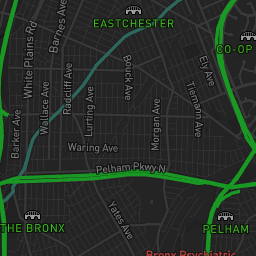 EASTCHESTER
CO-OP
Barnes Ave
White Plains Rd
Radcliff Ave
Wallace Ave
Lurting Ave
Bouck Ave
Ely Ave
Tiemann Ave
Morgan Ave
Barker Ave
Waring Ave
Pelham Pkwy N
Yates Ave
THE BRONX
PELHAM
Bronx Psychiatric